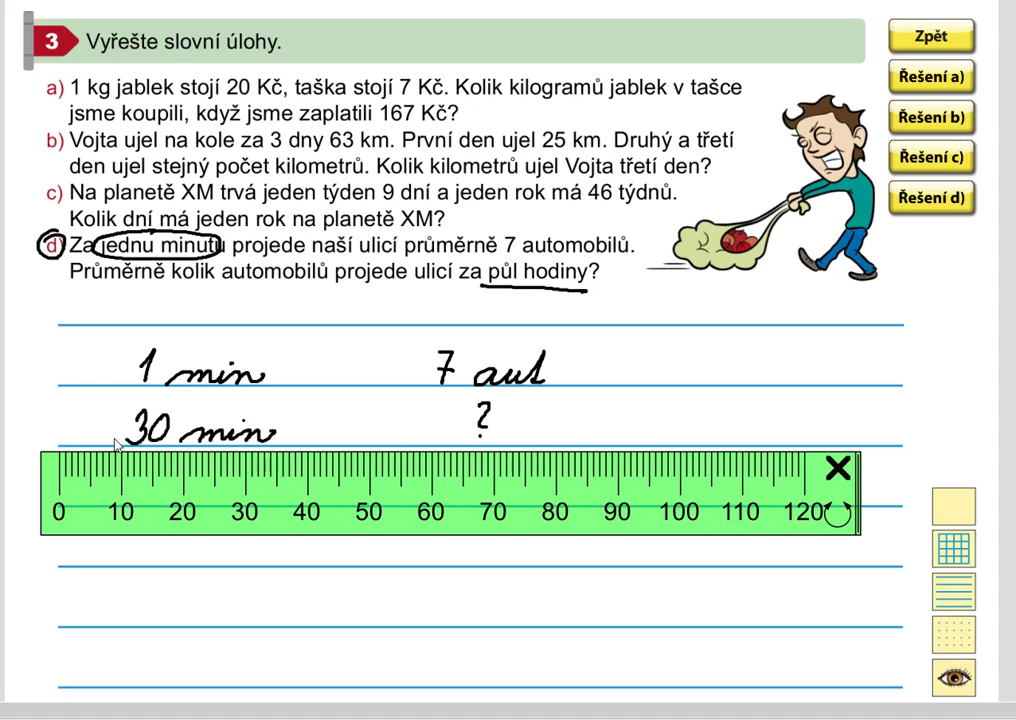 3 Vyřešte slovní úlohy.
a) 1 kg jablek stojí 20 Kč, taška stojí 7 Kč. Kolik kilogramů jablek v tašce
jsme koupili, když jsme zaplatili 167 Kč?
b) Vojta ujel na kole za 3 dny 63 km. První den ujel 25 km. Druhý a třetí
den ujel stejný počet kilometrů. Kolik kilometrů ujel Vojta třetí den?
c) Na planetě XM trvá jeden týden 9 dní a jeden rok má 46 týdnů.
Kolik dní má jeden rok na planetě XM?
d) Za jednu minutu projede naší ulicí průměrně 7 automobilů.
Průměrně kolik automobilů projede ulicí za půl hodiny?
Zpět
Řešení a)
Řešení b)
Řešení c)
Řešení d)
1 min 7 aut
30 min ?
0 10 20 30 40 50 60 70 80 90 100 110 120